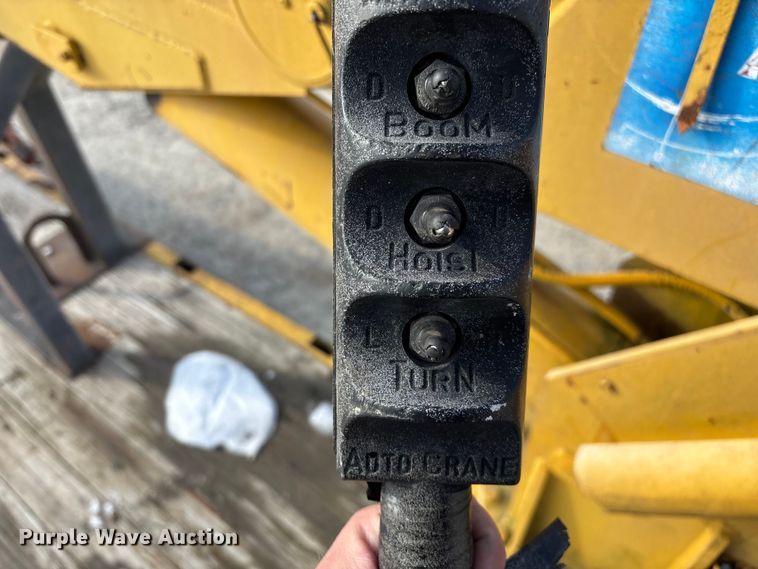 D U
BOOM
D U
HOIST
L R
TURN
AUTO CRANE
Purple Wave Auction